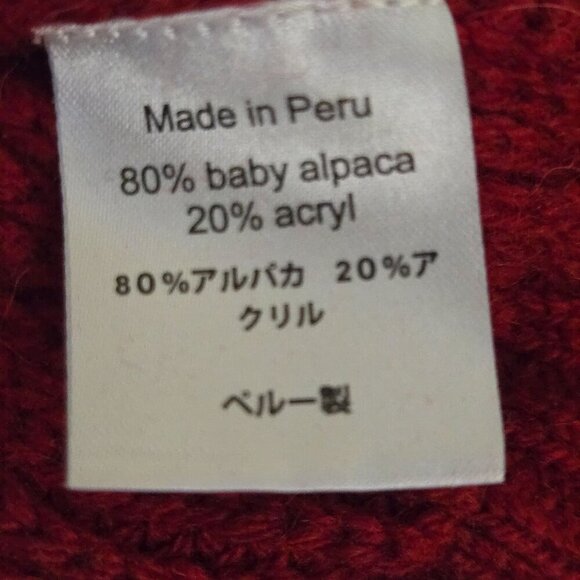 Made in Peru
80% baby alpaca
20% acryl
80%アルパカ 20%ア
クリル
ペルー製